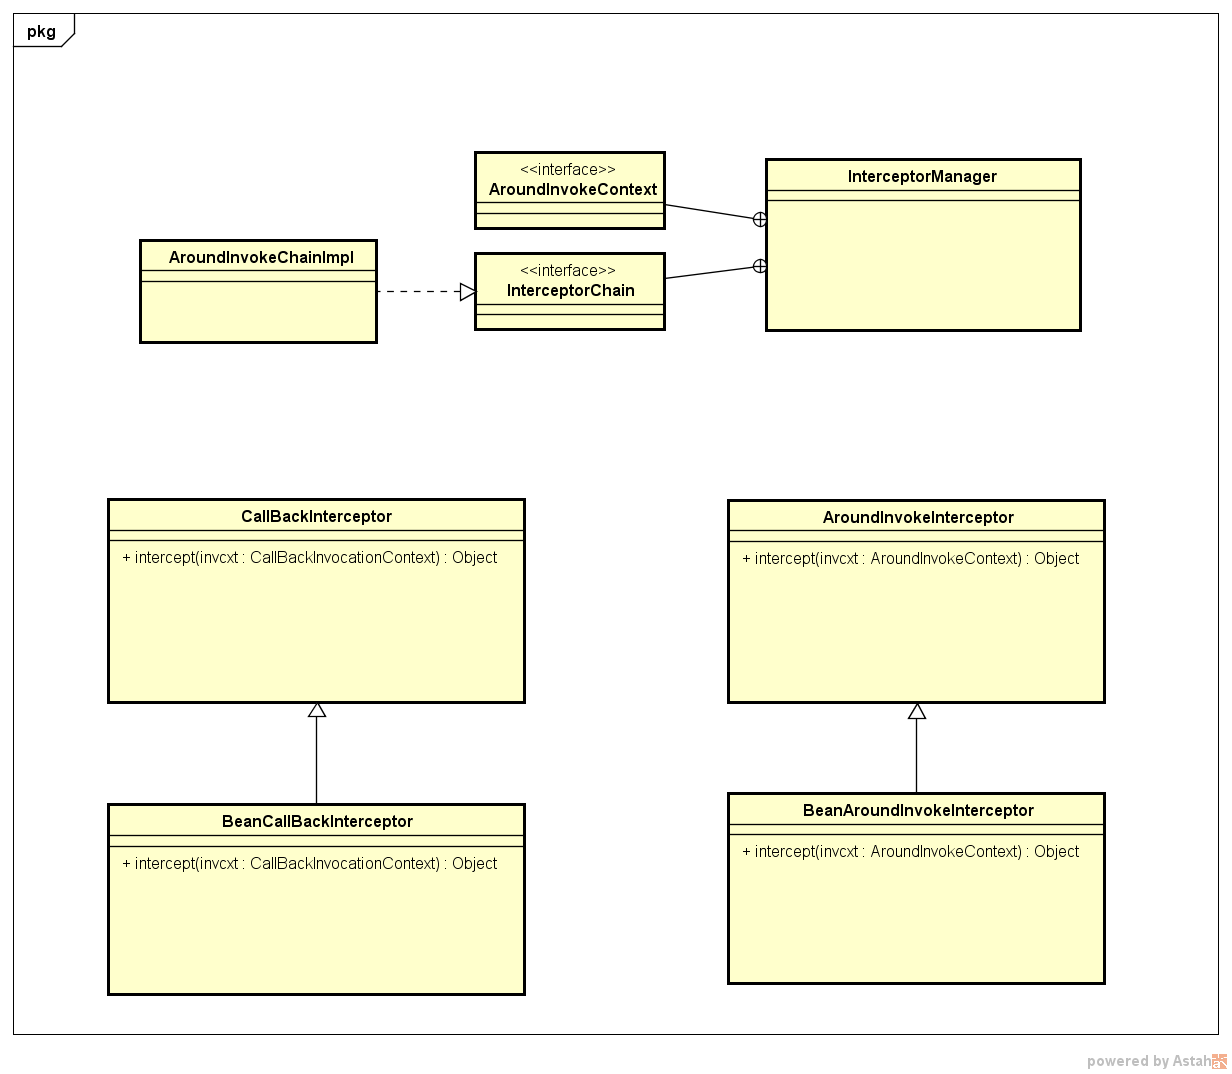 pkg
<<interface>>
AroundInvokeContext
InterceptorManager
AroundInvokeChainImpl
<<interface>>
InterceptorChain
CallBackInterceptor
+ intercept(invcxt : CallBackInvocationContext) : Object
AroundInvokeInterceptor
+ intercept(invcxt : AroundInvokeContext) : Object
BeanCallBackInterceptor
+ intercept(invcxt : CallBackInvocationContext) : Object
BeanAroundInvokeInterceptor
+ intercept(invcxt : AroundInvokeContext) : Object
powered by Astah